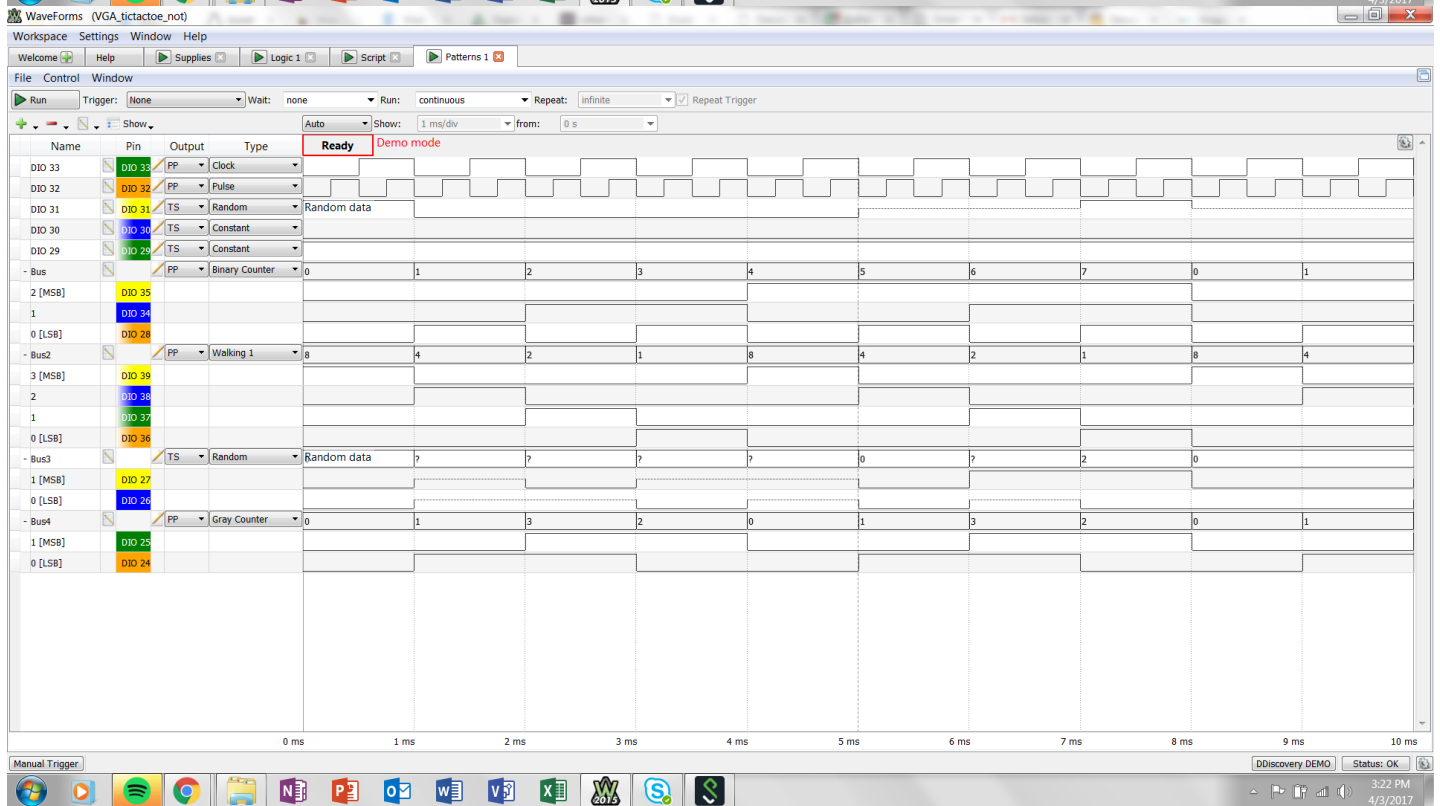 4/3/2017
WaveForms (VGA_tictactoe_not)
Workspace Settings Window Help
Welcome Help Supplies Logic 1 Script Patterns 1
File Control Window
Run Trigger: None Wait: none Run: continuous Repeat: infinite Repeat Trigger
Show Auto Show: 1 ms/div from: 0 s
Name Pin Output Type Ready Demo mode
DIO 33 DIO 33 PP Clock
DIO 32 DIO 32 PP Pulse
DIO 31 DIO 31 TS Random Random data
DIO 30 DIO 30 TS Constant
DIO 29 DIO 29 TS Constant
- Bus PP Binary Counter 0 1 2 3 4 5 6 7 0 1
2 [MSB] DIO 35
1 DIO 34
0 [LSB] DIO 28
- Bus2 PP Walking 1 8 4 2 1 8 4 2 1 8 4
3 [MSB] DIO 39
2 DIO 38
1 DIO 37
0 [LSB] DIO 36
- Bus3 TS Random Random data ? ? ? ? 0 ? 2 0
1 [MSB] DIO 27
0 [LSB] DIO 26
- Bus4 PP Gray Counter 0 1 3 2 0 1 3 2 0 1
1 [MSB] DIO 25
0 [LSB] DIO 24
0 ms 1 ms 2 ms 3 ms 4 ms 5 ms 6 ms 7 ms 8 ms 9 ms 10 ms
Manual Trigger DDiscovery DEMO Status: OK
2015
3:22 PM
4/3/2017